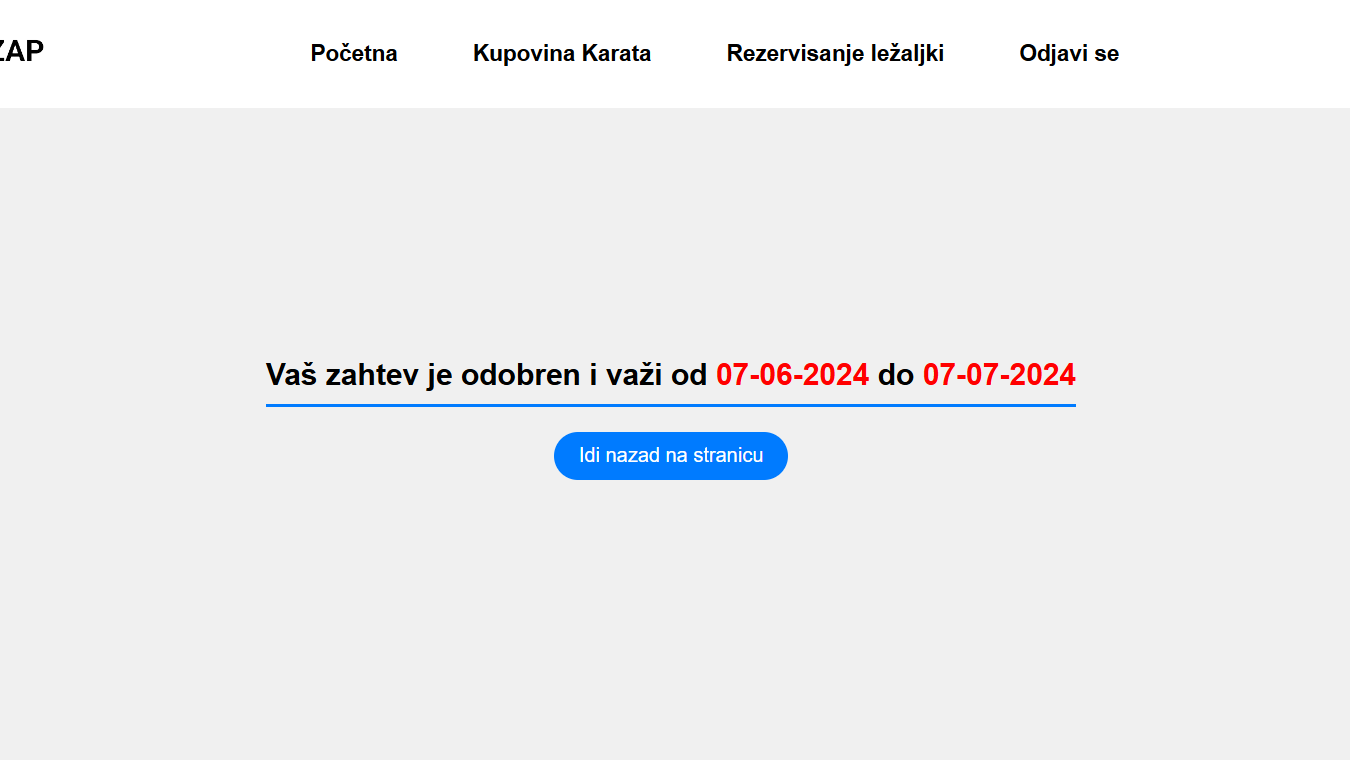 ZAP
Početna
Kupovina Karata
Rezervisanje ležaljki
Odjavi se
Vaš zahtev je odobren i važi od 07-06-2024 do 07-07-2024
Idi nazad na stranicu